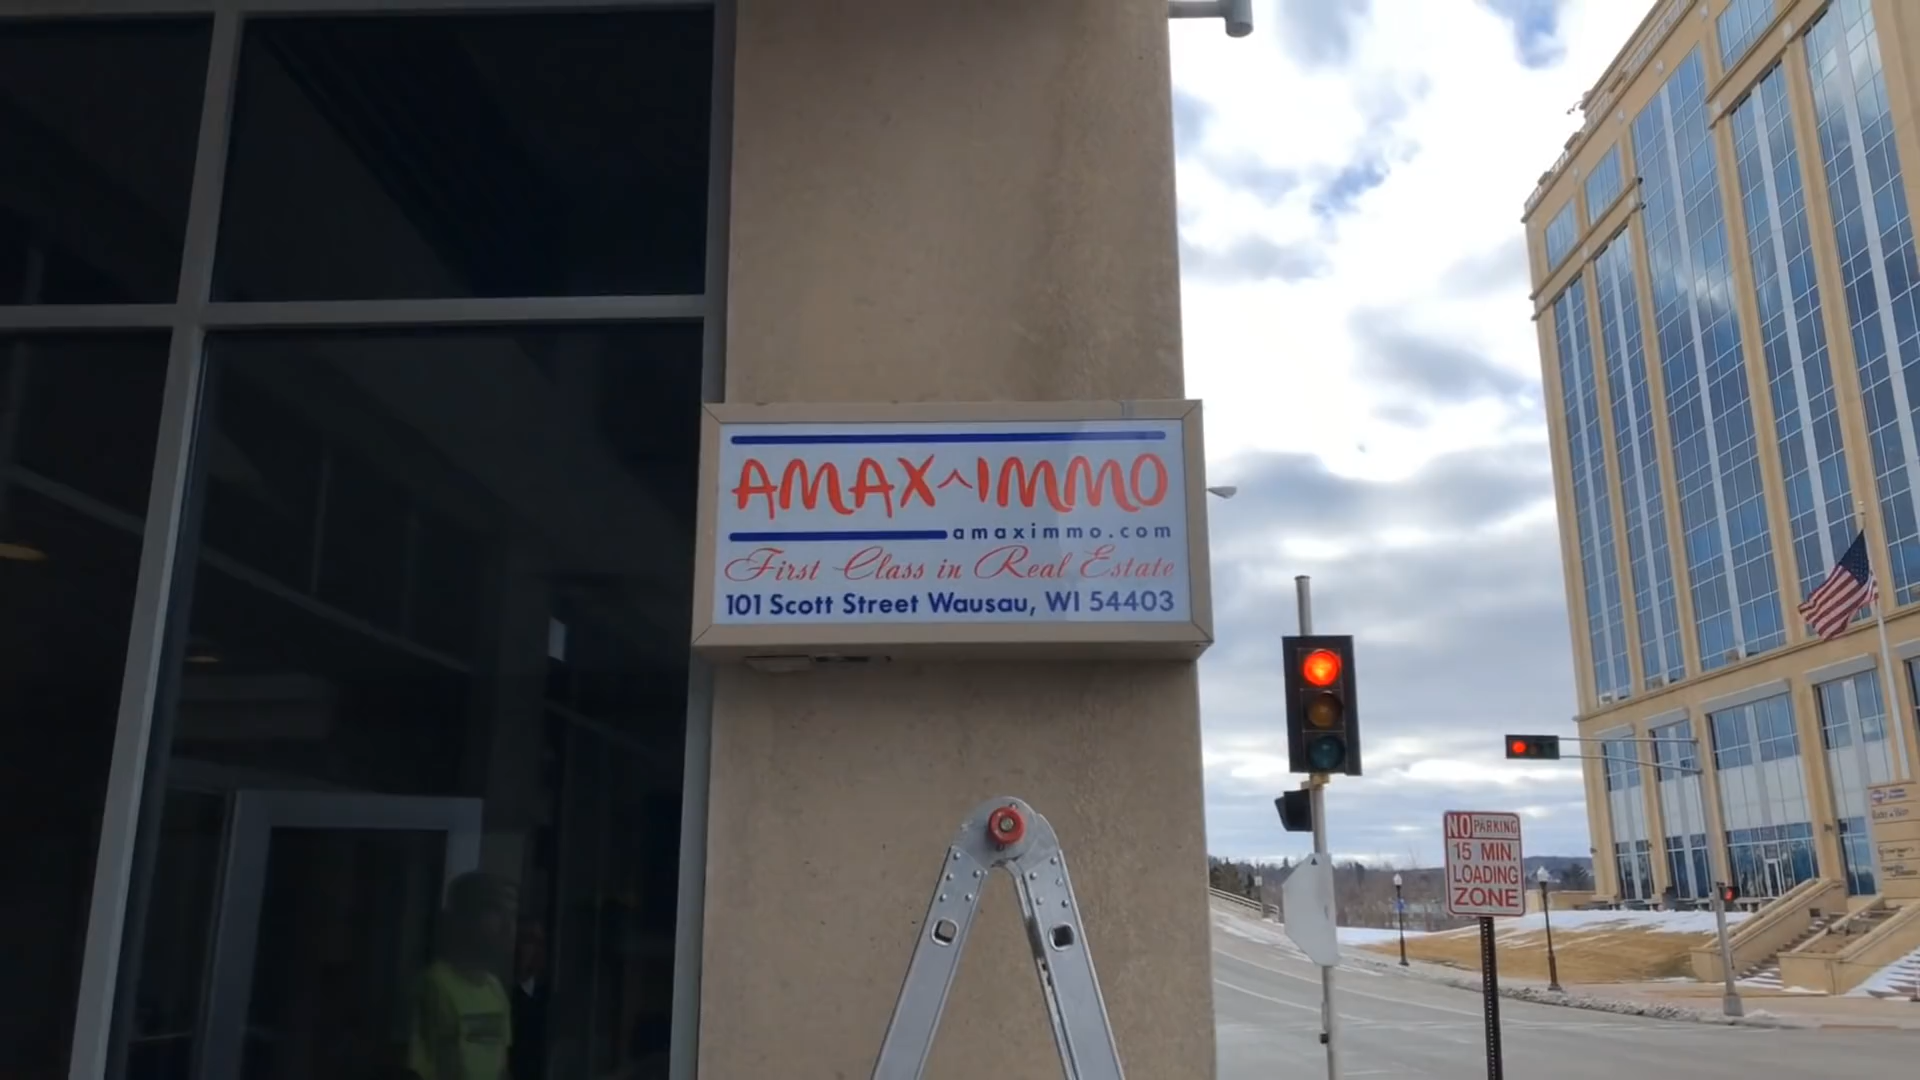 AMAX^IMMO
amaximmo.com
First Class in Real Estate
101 Scott Street Wausau, WI 54403
NO PARKING
15 MIN.
LOADING
ZONE